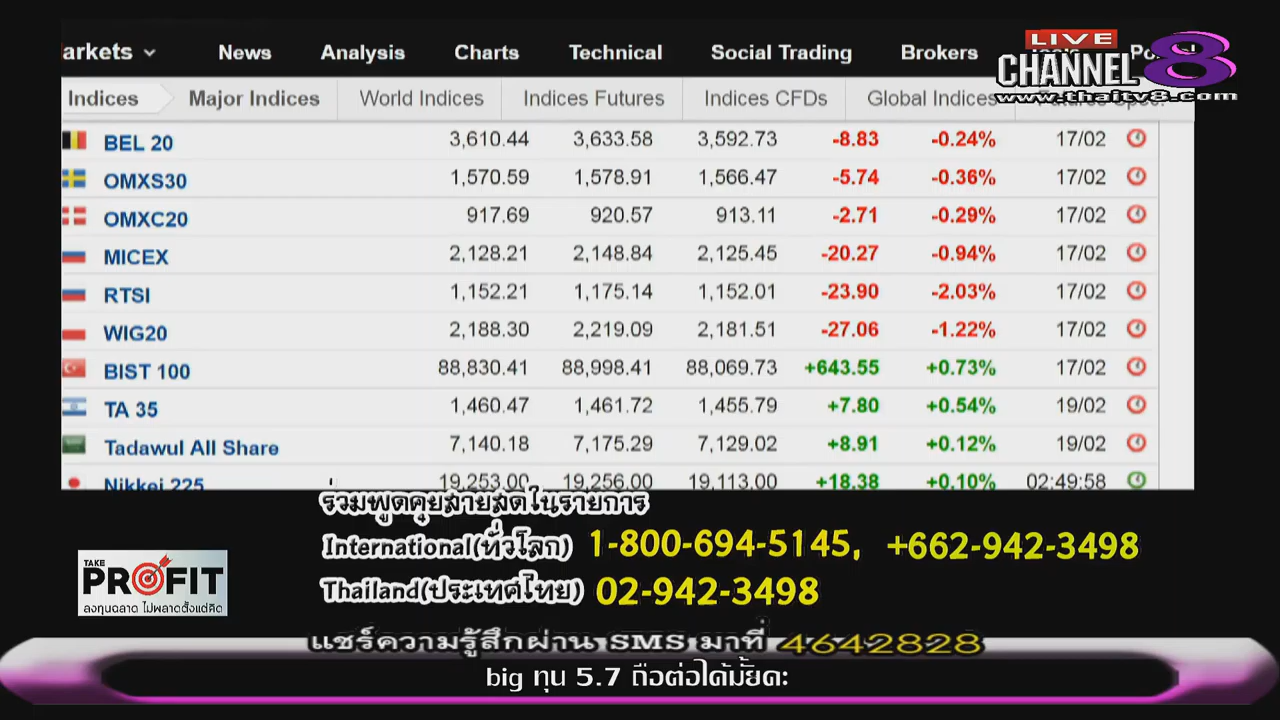 arkets News Analysis Charts Technical Social Trading Brokers
LIVE
CHANNEL 8
www.thaitv8.com
Indices Major Indices World Indices Indices Futures Indices CFDs Global Indices
BEL 20 3,610.44 3,633.58 3,592.73 -8.83 -0.24% 17/02
OMXS30 1,570.59 1,578.91 1,566.47 -5.74 -0.36% 17/02
OMXC20 917.69 920.57 913.11 -2.71 -0.29% 17/02
MICEX 2,128.21 2,148.84 2,125.45 -20.27 -0.94% 17/02
RTSI 1,152.21 1,175.14 1,152.01 -23.90 -2.03% 17/02
WIG20 2,188.30 2,219.09 2,181.51 -27.06 -1.22% 17/02
BIST 100 88,830.41 88,998.41 88,069.73 +643.55 +0.73% 17/02
TA 35 1,460.47 1,461.72 1,455.79 +7.80 +0.54% 19/02
Tadawul All Share 7,140.18 7,175.29 7,129.02 +8.91 +0.12% 19/02
Nikkei 225 19,253.00 19,256.00 19,113.00 +18.38 +0.10% 02:49:58
ร่วมพูดคุยสายสดในรายการ
International(ทั่วโลก) 1-800-694-5145, +662-942-3498
Thailand(ประเทศไทย) 02-942-3498
TAKE
PROFIT
ลงทุนฉลาด ไม่พลาดตั้งแต่คิด
แชร์ความรู้สึกผ่าน SMS มาที่ 4642828
big ทุน 5.7 ถือต่อได้มั้ยคะ